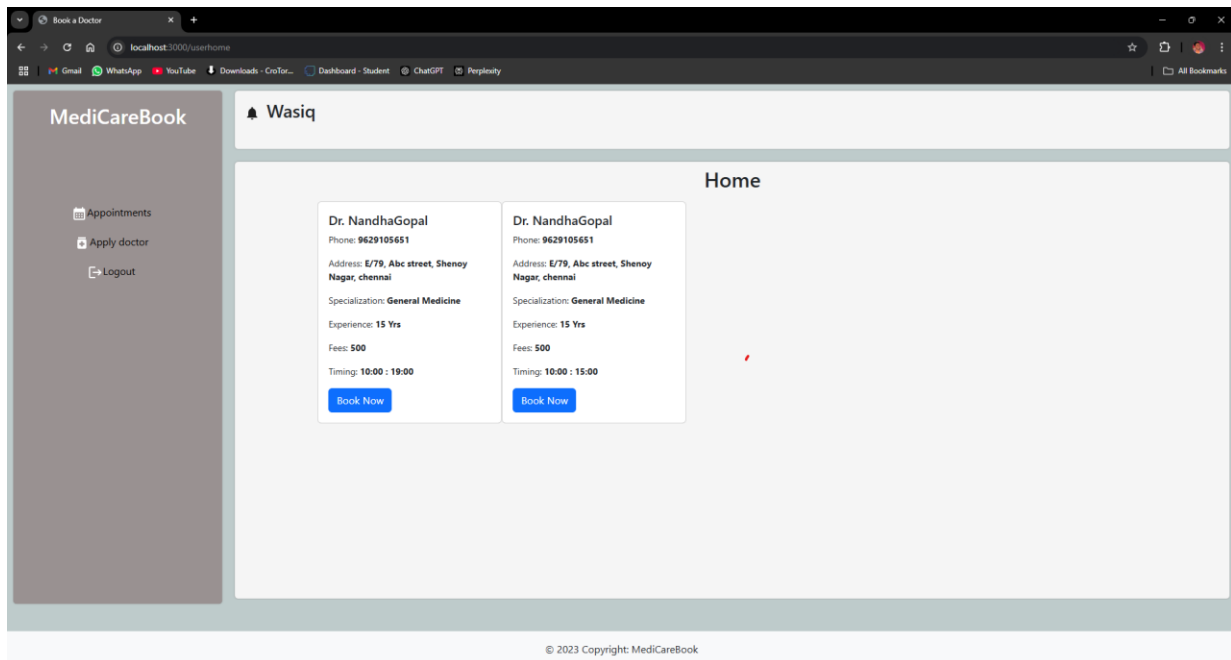 Book a Doctor
localhost:3000/userhome
Gmail WhatsApp YouTube Downloads - CroTor... Dashboard - Student ChatGPT Perplexity All Bookmarks
MediCareBook
Appointments
Apply doctor
Logout
Wasiq
Home
Dr. NandhaGopal
Phone: 9629105651
Address: E/79, Abc street, Shenoy
Nagar, chennai
Specialization: General Medicine
Experience: 15 Yrs
Fees: 500
Timing: 10:00 : 19:00
Book Now
Dr. NandhaGopal
Phone: 9629105651
Address: E/79, Abc street, Shenoy
Nagar, chennai
Specialization: General Medicine
Experience: 15 Yrs
Fees: 500
Timing: 10:00 : 15:00
Book Now
© 2023 Copyright: MediCareBook